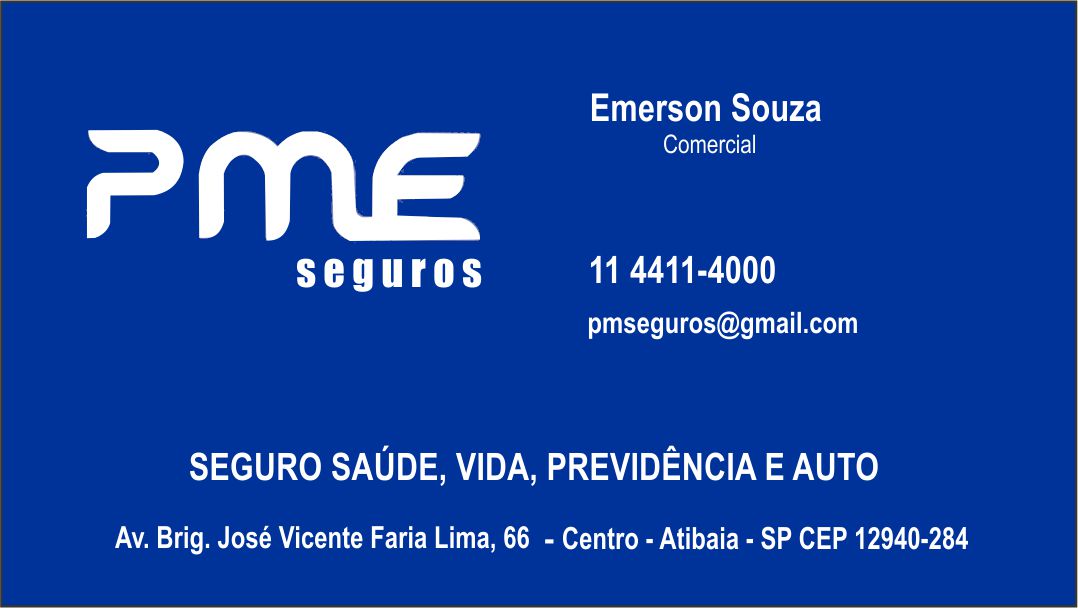 PME
seguros
Emerson Souza
Comercial
11 4411-4000
pmseguros@gmail.com
SEGURO SAÚDE, VIDA, PREVIDÊNCIA E AUTO
Av. Brig. José Vicente Faria Lima, 66 - Centro - Atibaia - SP CEP 12940-284